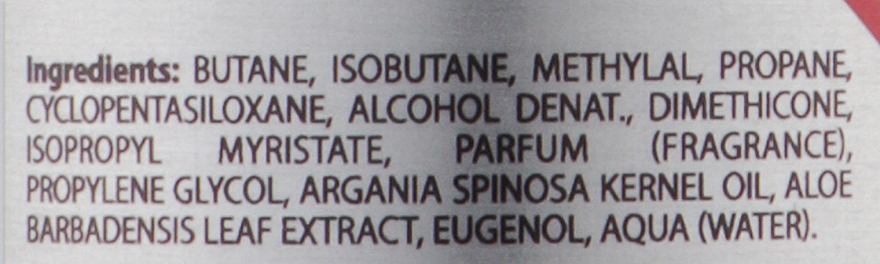 Ingredients: BUTANE, ISOBUTANE, METHYLAL, PROPANE,
CYCLOPENTASILOXANE, ALCOHOL DENAT., DIMETHICONE,
ISOPROPYL MYRISTATE, PARFUM (FRAGRANCE),
PROPYLENE GLYCOL, ARGANIA SPINOSA KERNEL OIL, ALOE
BARBADENSIS LEAF EXTRACT, EUGENOL, AQUA (WATER).